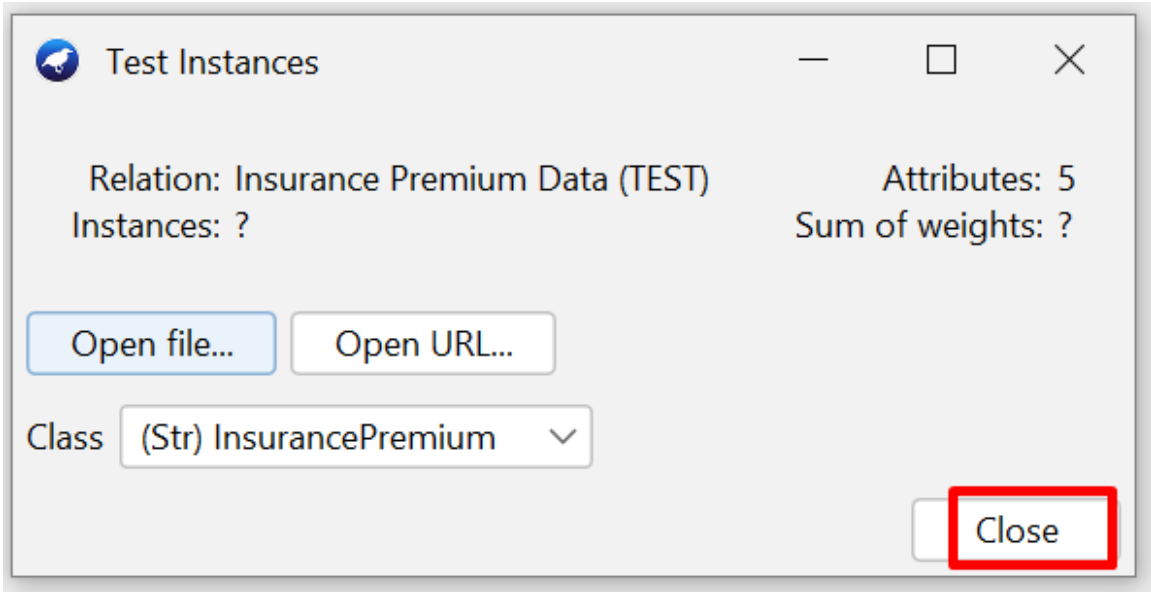 Test Instances
Relation: Insurance Premium Data (TEST) Attributes: 5
Instances: ? Sum of weights: ?
Open file... Open URL...
Class (Str) InsurancePremium
Close